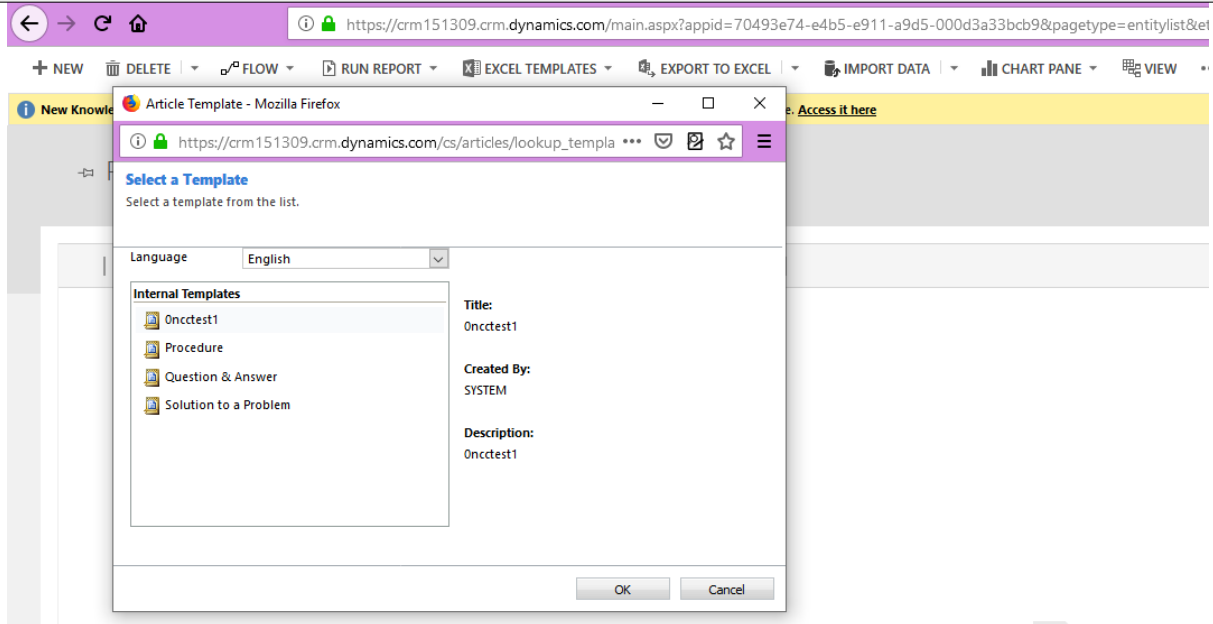 https://crm151309.crm.dynamics.com/main.aspx?appid=70493e74-e4b5-e911-a9d5-000d3a33bcb9&pagetype=entitylist&et
NEW DELETE FLOW RUN REPORT EXCEL TEMPLATES EXPORT TO EXCEL IMPORT DATA CHART PANE VIEW
New Knowle
e. Access it here
Article Template - Mozilla Firefox
https://crm151309.crm.dynamics.com/cs/articles/lookup_templa
Select a Template
Select a template from the list.
Language English
Internal Templates
0ncctest1
Procedure
Question & Answer
Solution to a Problem
Title:
0ncctest1
Created By:
SYSTEM
Description:
0ncctest1
OK Cancel